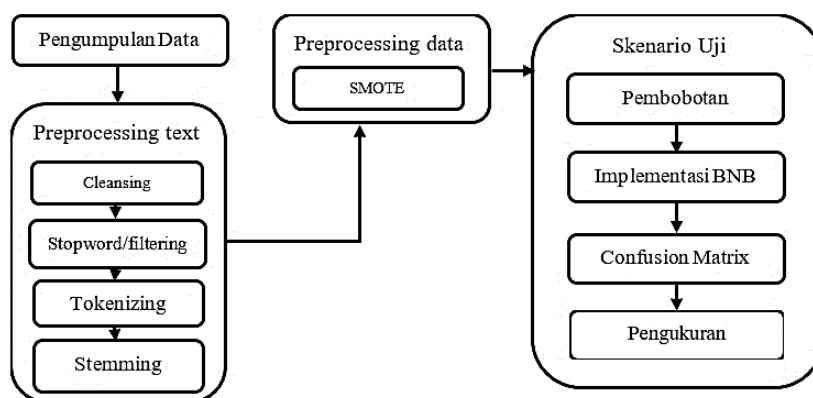 Pengumpulan Data
Preprocessing text
Cleansing
Stopword/filtering
Tokenizing
Stemming
Preprocessing data
SMOTE
Skenario Uji
Pembobotan
Implementasi BNB
Confusion Matrix
Pengukuran